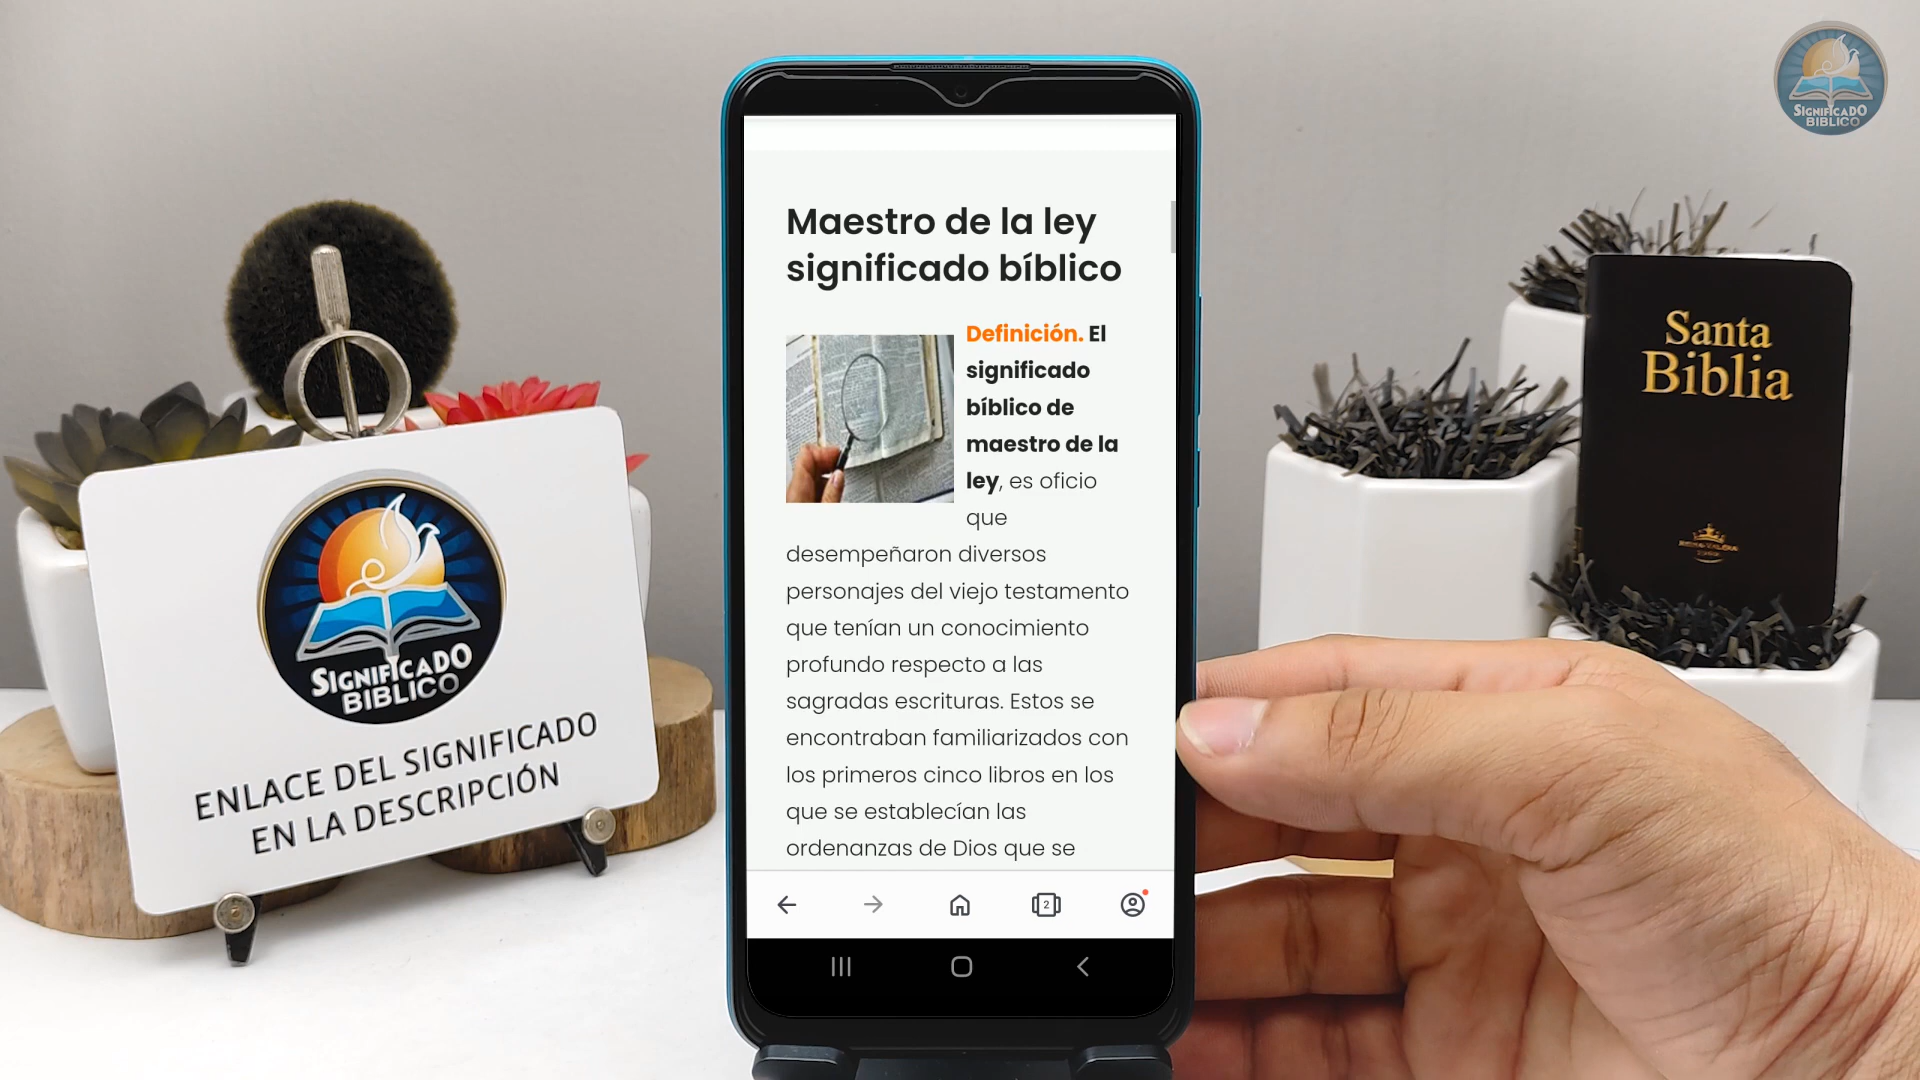 SIGNIFICADO
BIBLICO
Maestro de la ley
significado bíblico
Definición. El
significado
bíblico de
maestro de la
ley, es oficio
que
desempeñaron diversos
personajes del viejo testamento
que tenían un conocimiento
profundo respecto a las
sagradas escrituras. Estos se
encontraban familiarizados con
los primeros cinco libros en los
que se establecían las
ordenanzas de Dios que se
2
SIGNIFICADO
BIBLICO
ENLACE DEL SIGNIFICADO
EN LA DESCRIPCIÓN
Santa
Biblia